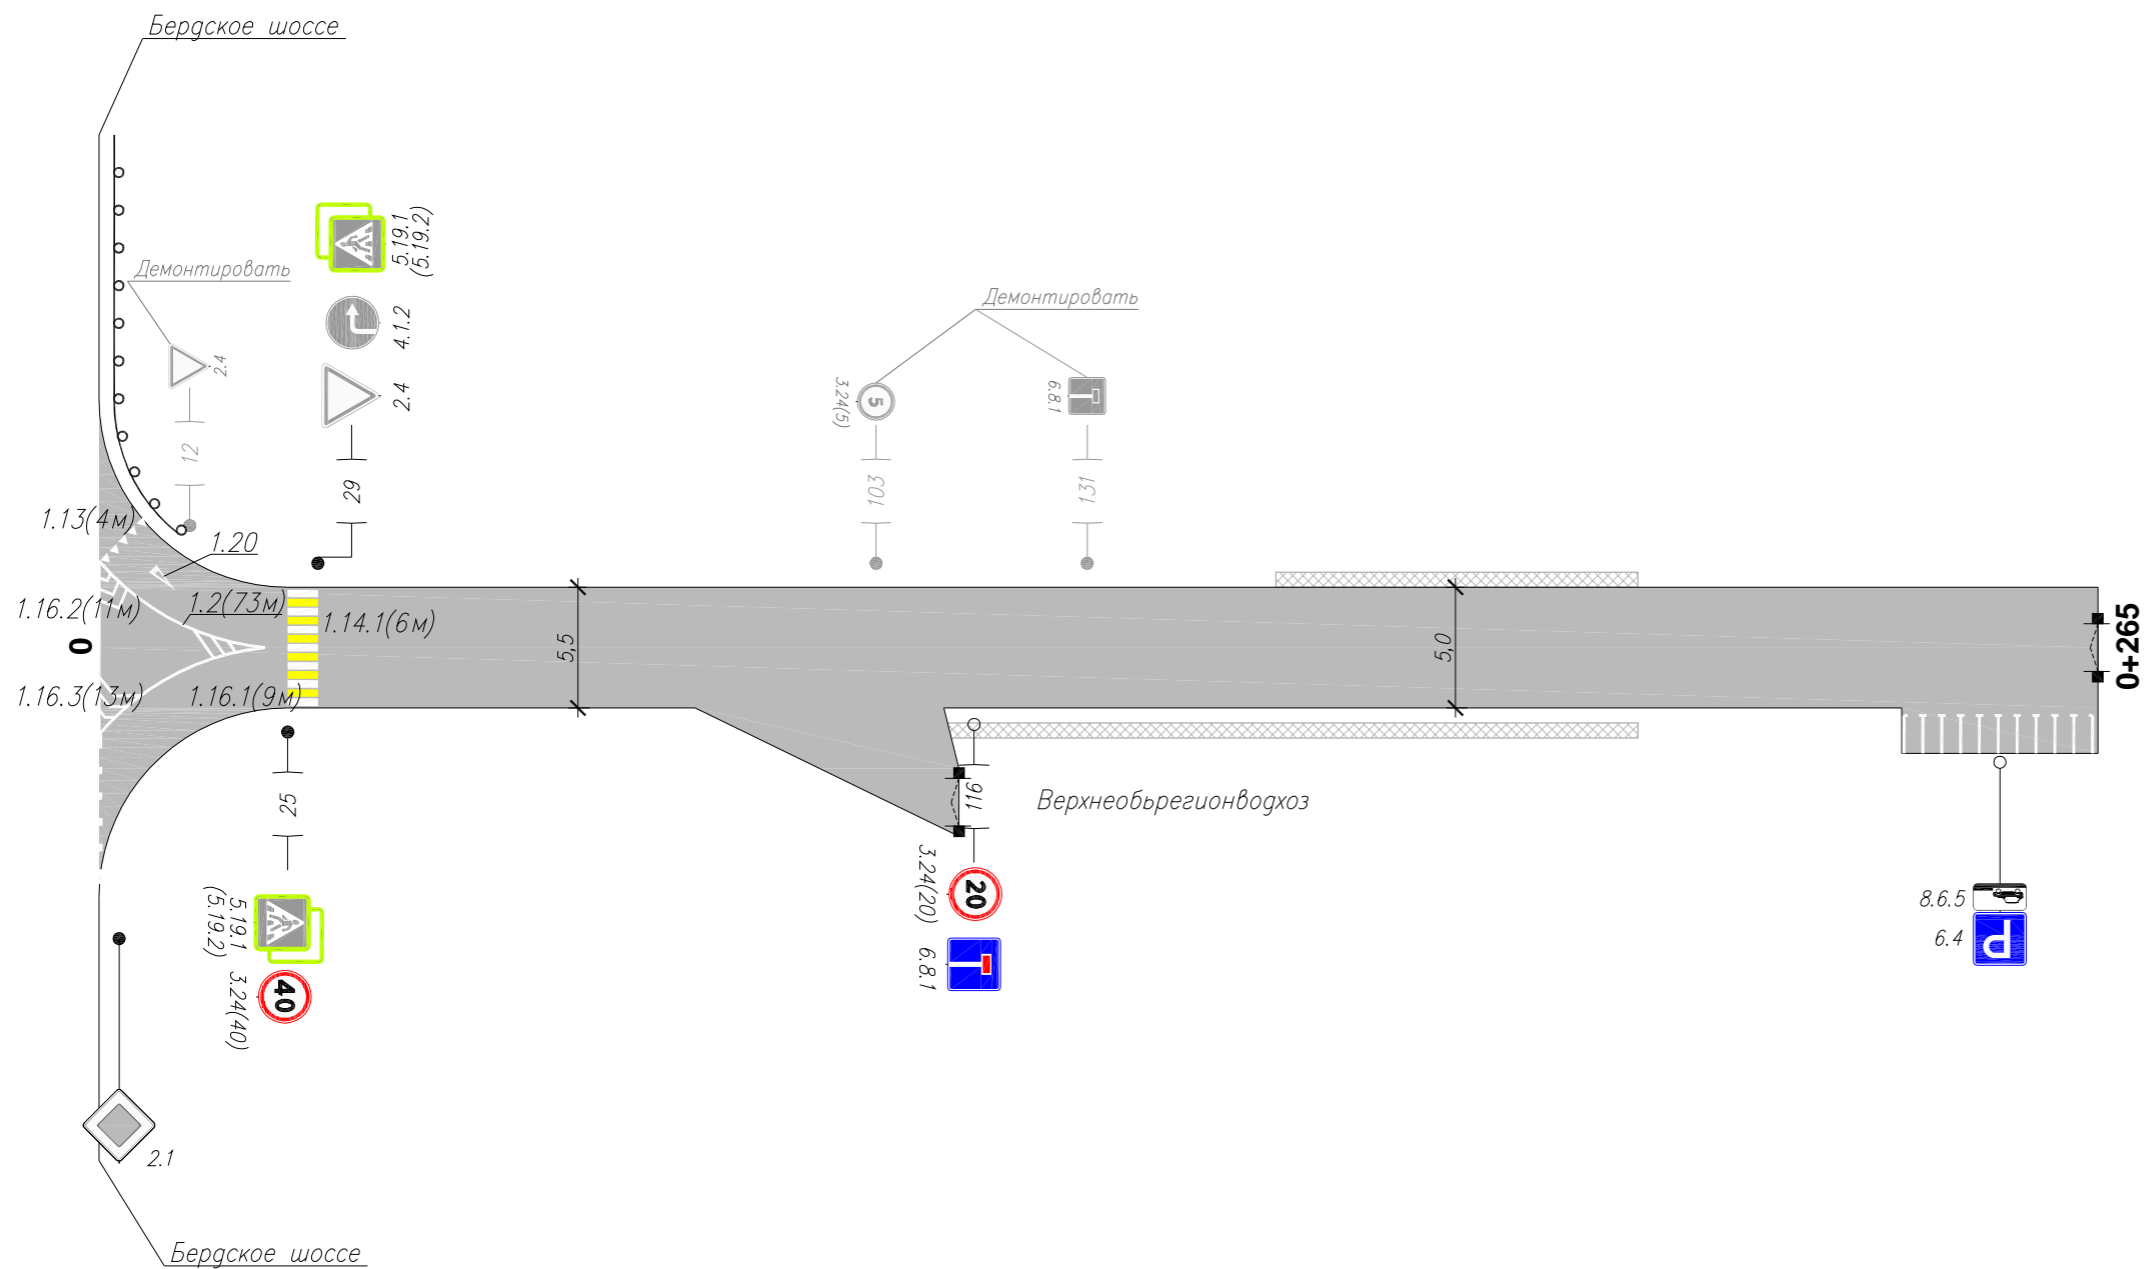 Бердское шоссе
5.19.1
(5.19.2)
Демонтировать
4.1.2
2.4
2.4
12
29
Демонтировать
3.24(5)
5
6.8.1
103
131
1.13(4м)
1.20
1.16.2(11м)
1.2(73м)
1.14.1(6м)
0
5,5
5,0
0+265
1.16.3(13м)
1.16.1(9м)
25
116
Верхнеобьрегионводхоз
5.19.1
(5.19.2)
3.24(40)
40
3.24(20)
20
6.8.1
8.6.5
6.4
P
2.1
Бердское шоссе